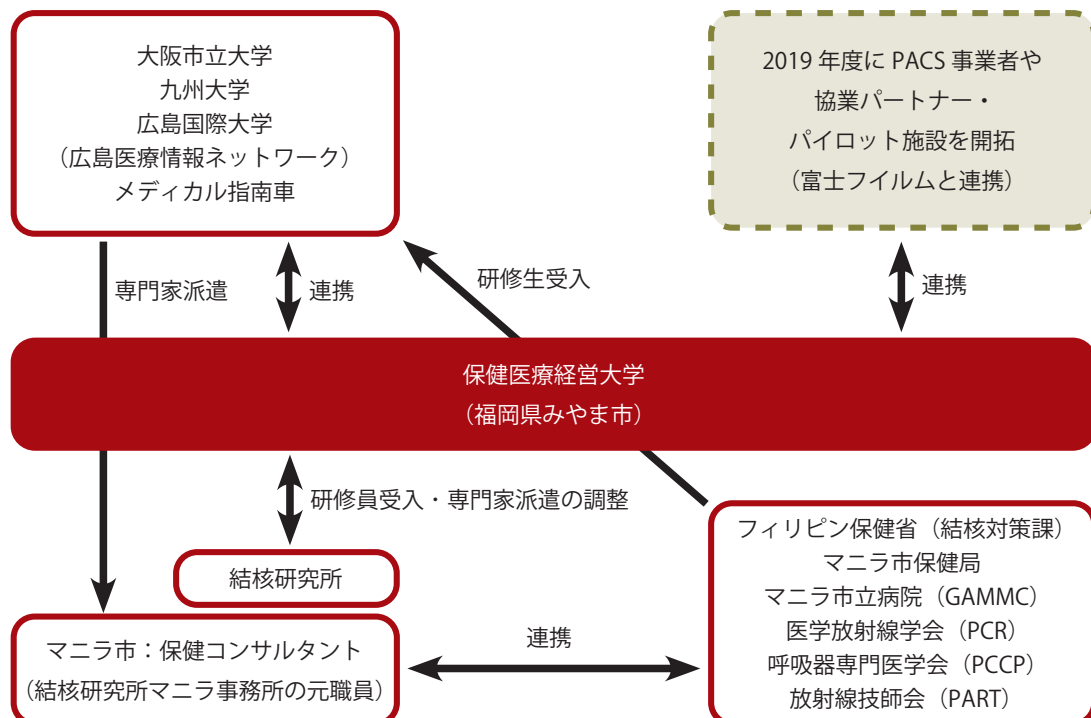 大阪市立大学
九州大学
広島国際大学
（広島医療情報ネットワーク）
メディカル指南車
2019 年度に PACS 事業者や
協業パートナー・
パイロット施設を開拓
（富士フイルムと連携）
専門家派遣
連携
研修生受入
連携
保健医療経営大学
（福岡県みやま市）
研修員受入・専門家派遣の調整
結核研究所
マニラ市：保健コンサルタント
（結核研究所マニラ事務所の元職員）
連携
フィリピン保健省（結核対策課）
マニラ市保健局
マニラ市立病院（GAMMC）
医学放射線学会（PCR）
呼吸器専門医学会（PCCP）
放射線技師会（PART）